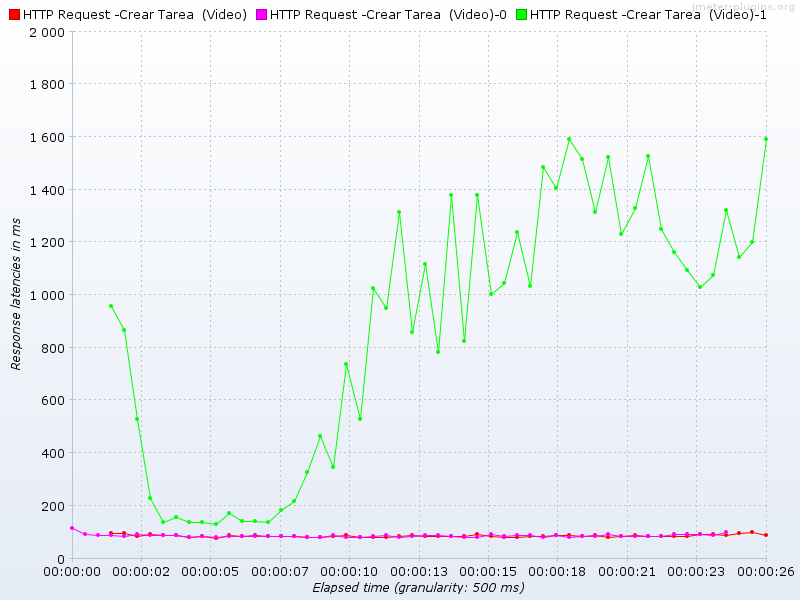 jmeter-plugins.org
HTTP Request -Crear Tarea (Video) HTTP Request -Crear Tarea (Video)-0 HTTP Request -Crear Tarea (Video)-1
2 000
1 800
1 600
1 400
1 200
1 000
800
600
400
200
0
Response latencies in ms
00:00:00 00:00:02 00:00:05 00:00:07 00:00:10 00:00:13 00:00:15 00:00:18 00:00:21 00:00:23 00:00:26
Elapsed time (granularity: 500 ms)